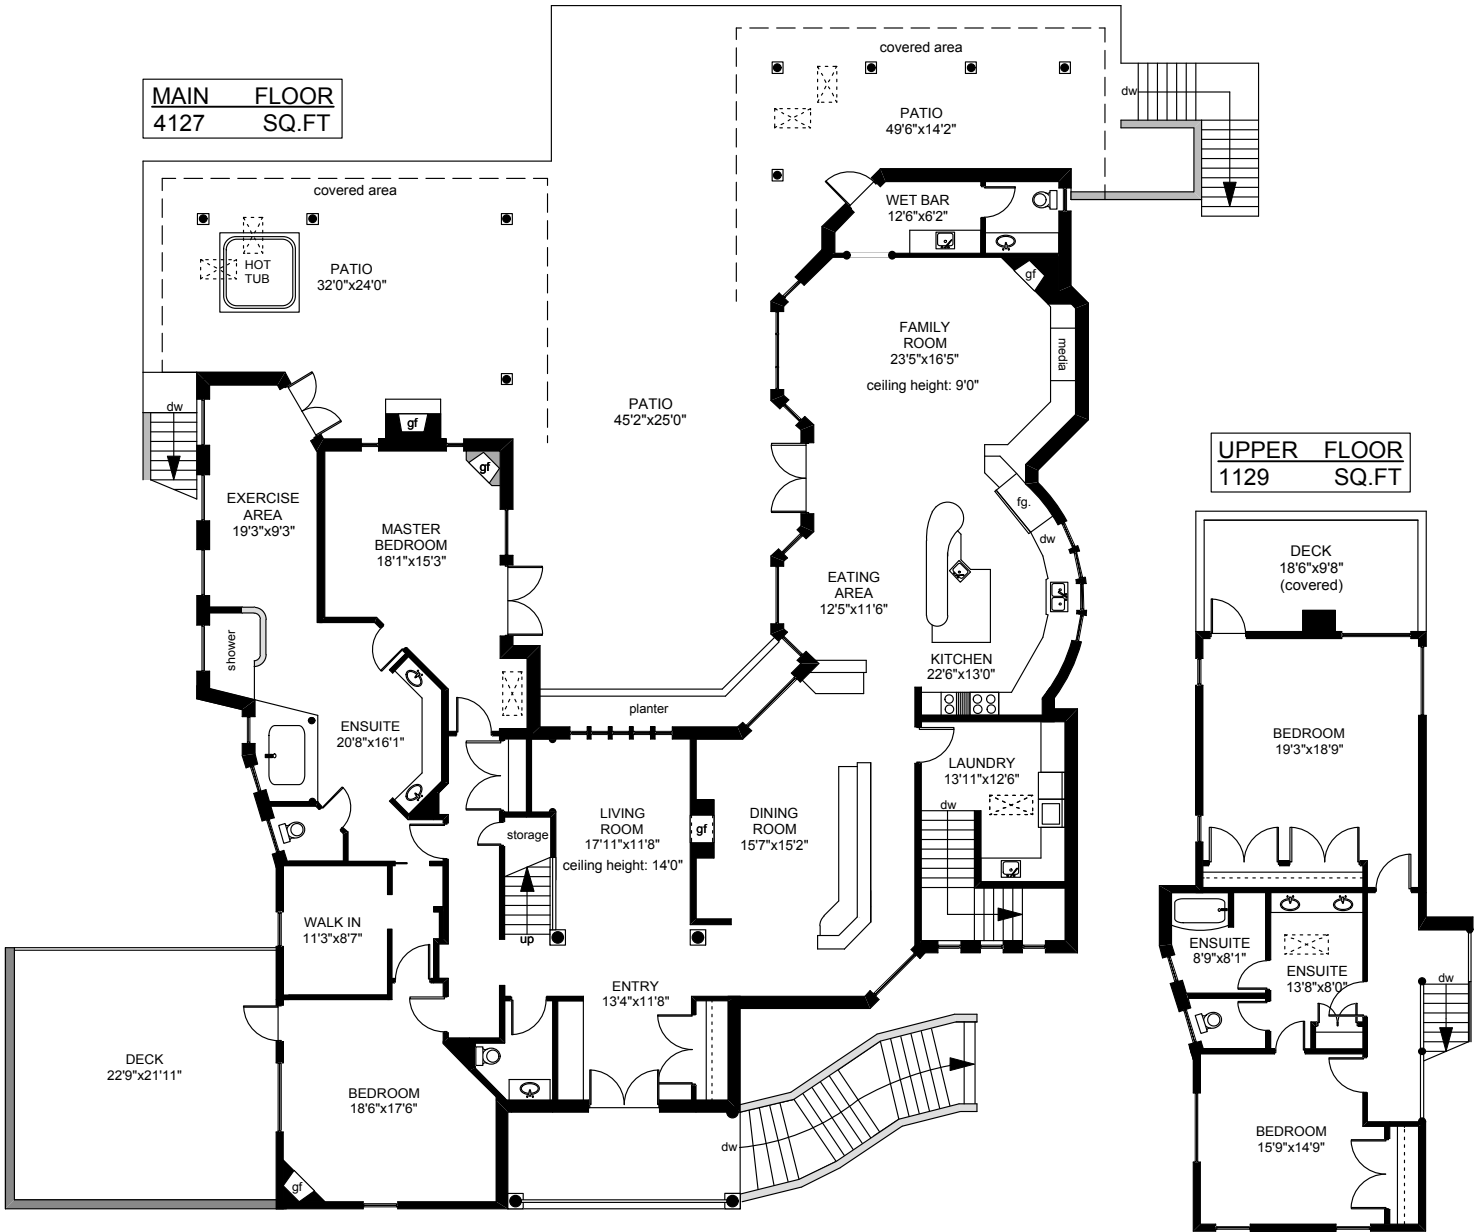 MAIN FLOOR
4127 SQ.FT
covered area
PATIO
49'6"x14'2"
dw
covered area
HOT
TUB
PATIO
32'0"x24'0"
WET BAR
12'6"x6'2"
gf
FAMILY
ROOM
23'5"x16'5"
ceiling height: 9'0"
media
PATIO
45'2"x25'0"
dw
gf
gf
EXERCISE
AREA
19'3"x9'3"
MASTER
BEDROOM
18'1"x15'3"
fg.
dw
EATING
AREA
12'5"x11'6"
KITCHEN
22'6"x13'0"
shower
planter
ENSUITE
20'8"x16'1"
LAUNDRY
13'11"x12'6"
dw
storage
LIVING
ROOM
17'11"x11'8"
ceiling height: 14'0"
gf
DINING
ROOM
15'7"x15'2"
up
WALK IN
11'3"x8'7"
ENTRY
13'4"x11'8"
DECK
22'9"x21'11"
BEDROOM
18'6"x17'6"
gf
dw
UPPER FLOOR
1129 SQ.FT
DECK
18'6"x9'8"
(covered)
BEDROOM
19'3"x18'9"
ENSUITE
8'9"x8'1"
ENSUITE
13'8"x8'0"
dw
BEDROOM
15'9"x14'9"